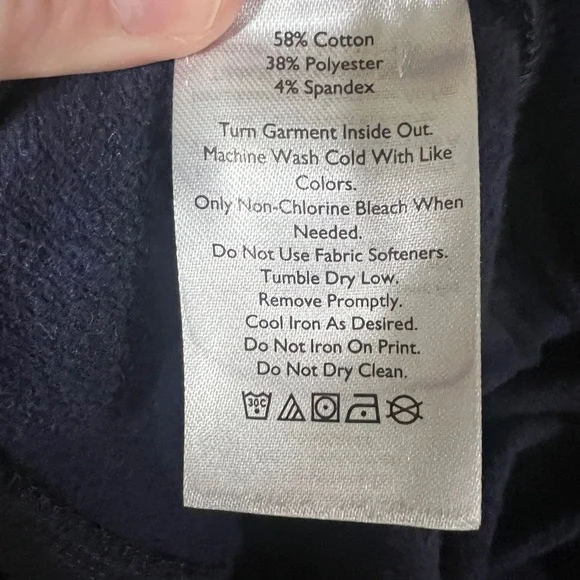 58% Cotton
38% Polyester
4% Spandex
Turn Garment Inside Out.
Machine Wash Cold With Like
Colors.
Only Non-Chlorine Bleach When
Needed.
Do Not Use Fabric Softeners.
Tumble Dry Low.
Remove Promptly.
Cool Iron As Desired.
Do Not Iron On Print.
Do Not Dry Clean.
30C